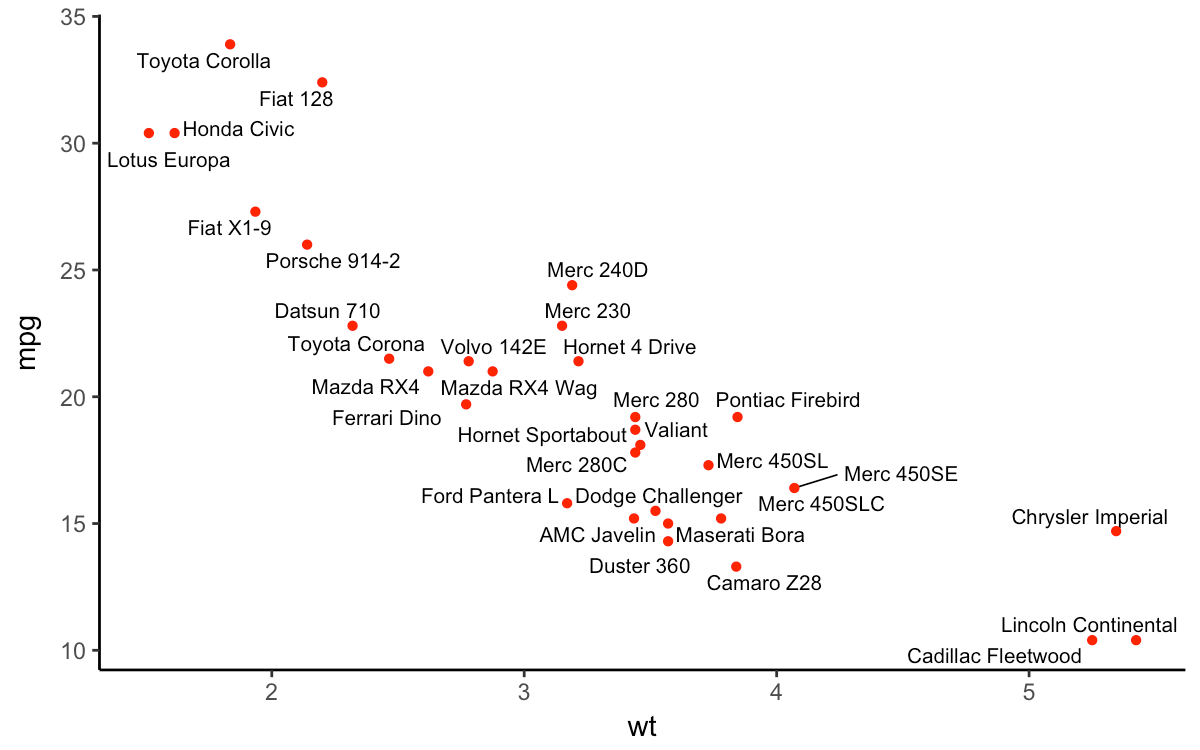 35
Toyota Corolla
Fiat 128
Honda Civic
30
Lotus Europa
Fiat X1-9
Porsche 914-2
25
Merc 240D
Datsun 710
Merc 230
Toyota Corona
Volvo 142E
Hornet 4 Drive
mpg
Mazda RX4
Mazda RX4 Wag
20
Merc 280
Pontiac Firebird
Ferrari Dino
Hornet Sportabout
Valiant
Merc 280C
Merc 450SL
Merc 450SE
Ford Pantera L
Dodge Challenger
Merc 450SLC
15
Chrysler Imperial
AMC Javelin
Maserati Bora
Duster 360
Camaro Z28
Lincoln Continental
10
Cadillac Fleetwood
2
3
4
5
wt